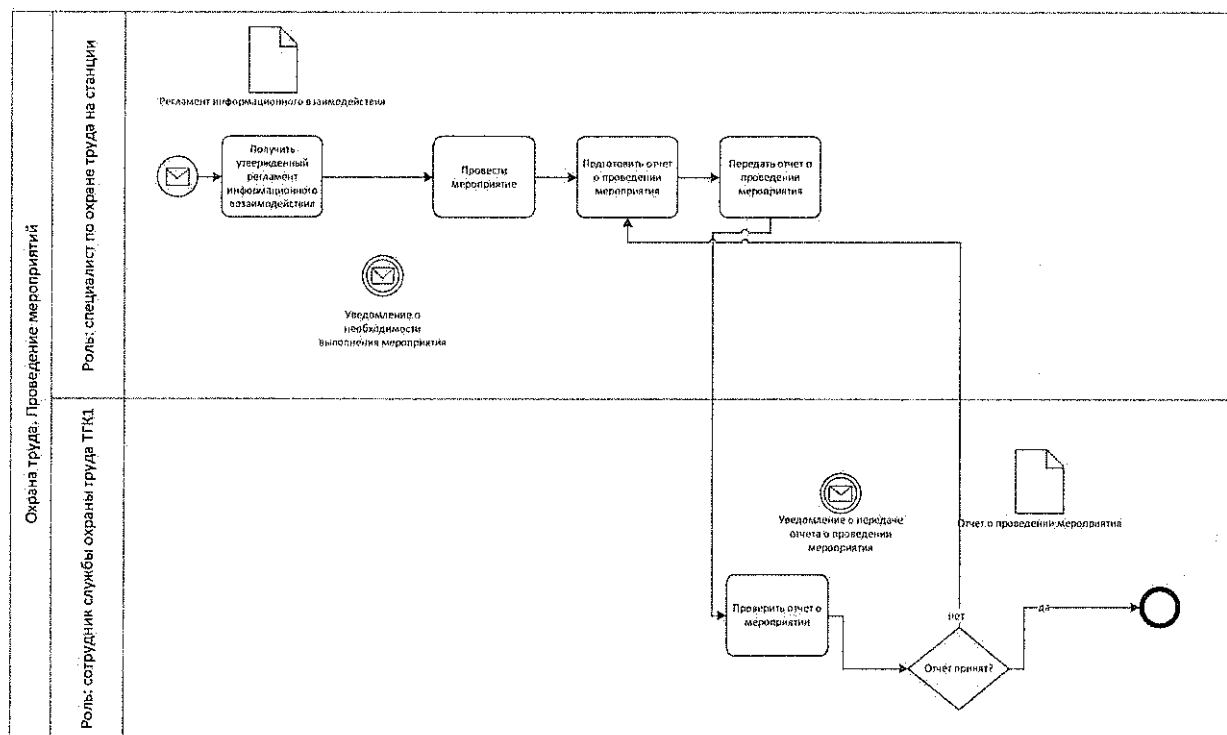 Охрана труда. Проведение мероприятий
Роль: специалист по охране труда на станции
Регламент информационного взаимодействия
Получить
утвержденный
регламент
информационного
взаимодействия
Провести
мероприятие
Подготовить отчет
о проведении
мероприятия
Передать отчет о
проведении
мероприятия
Уведомление о
необходимости
выполнения мероприятия
Роль: сотрудник службы охраны труда ТГК1
Уведомление о передаче
отчета о проведении
мероприятия
Отчет о проведении мероприятия
Проверить отчет о
мероприятии
нет
да
Отчет принят?